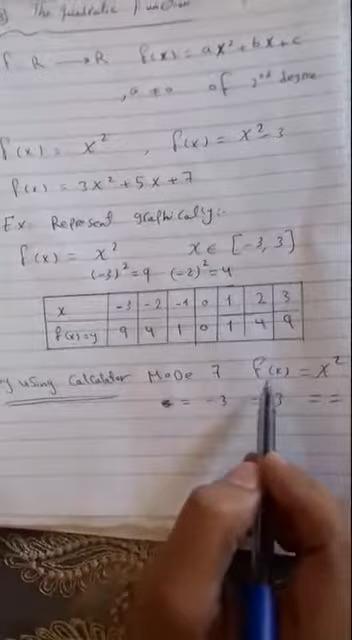 The quadratic Function
f R → R f(x) = ax² + bx + c
, a ≠ o of 2nd degree
f(x) = x² , f(x) = x² - 3
f(x) = 3x² + 5x + 7
Ex: Represent graphically:-
f(x) = x² x ∈ [-3, 3]
(-3)² = 9 (-2)² = 4
x -3 -2 -1 0 1 2 3
f(x)=y 9 4 1 0 1 4 9
using Calculator MoDe 7 f(x) = x²
= -3 = 3 = =